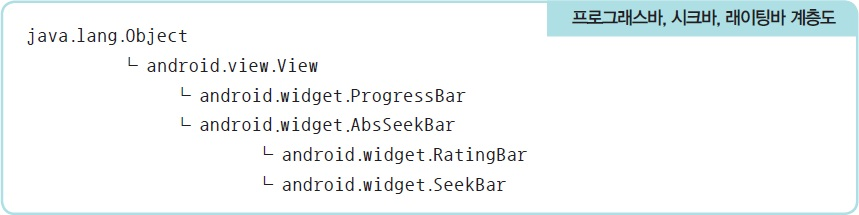 프로그래스바, 시크바, 래이팅바 계층도
java.lang.Object
└ android.view.View
└ android.widget.ProgressBar
└ android.widget.AbsSeekBar
└ android.widget.RatingBar
└ android.widget.SeekBar